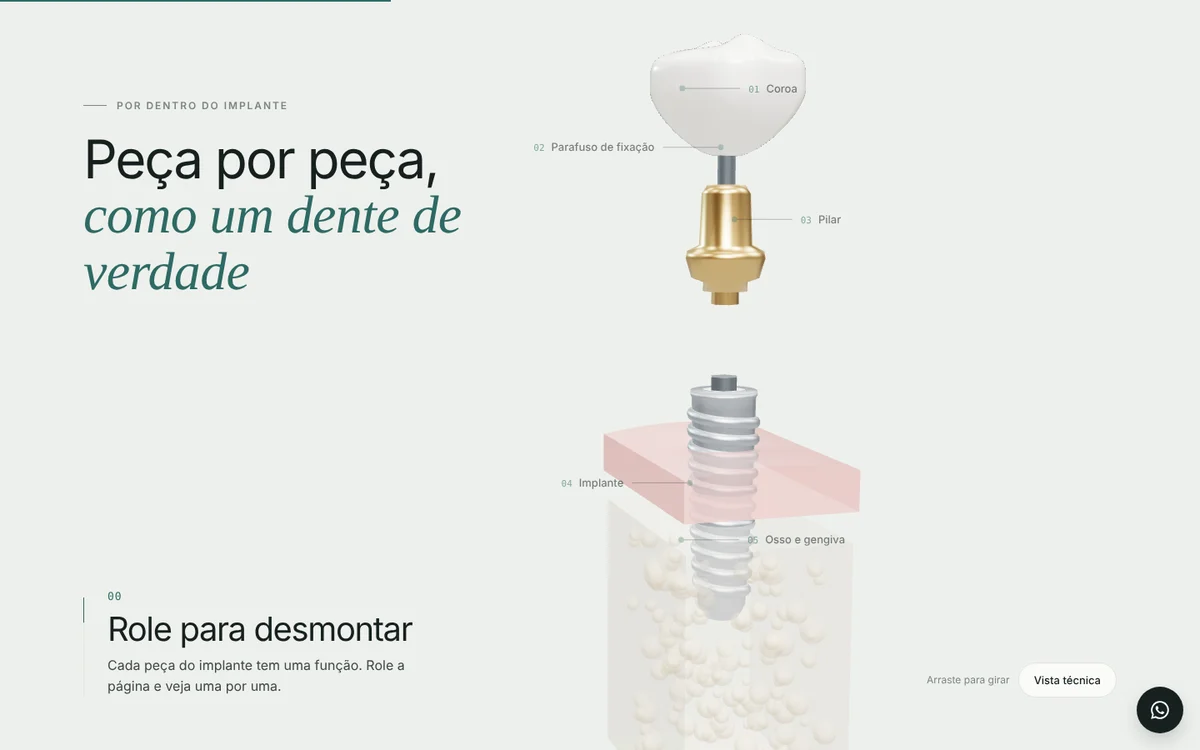 POR DENTRO DO IMPLANTE
Peça por peça,
como um dente de
verdade
01 Coroa
02 Parafuso de fixação
03 Pilar
04 Implante
05 Osso e gengiva
00
Role para desmontar
Cada peça do implante tem uma função. Role a
página e veja uma por uma.
Arraste para girar
Vista técnica